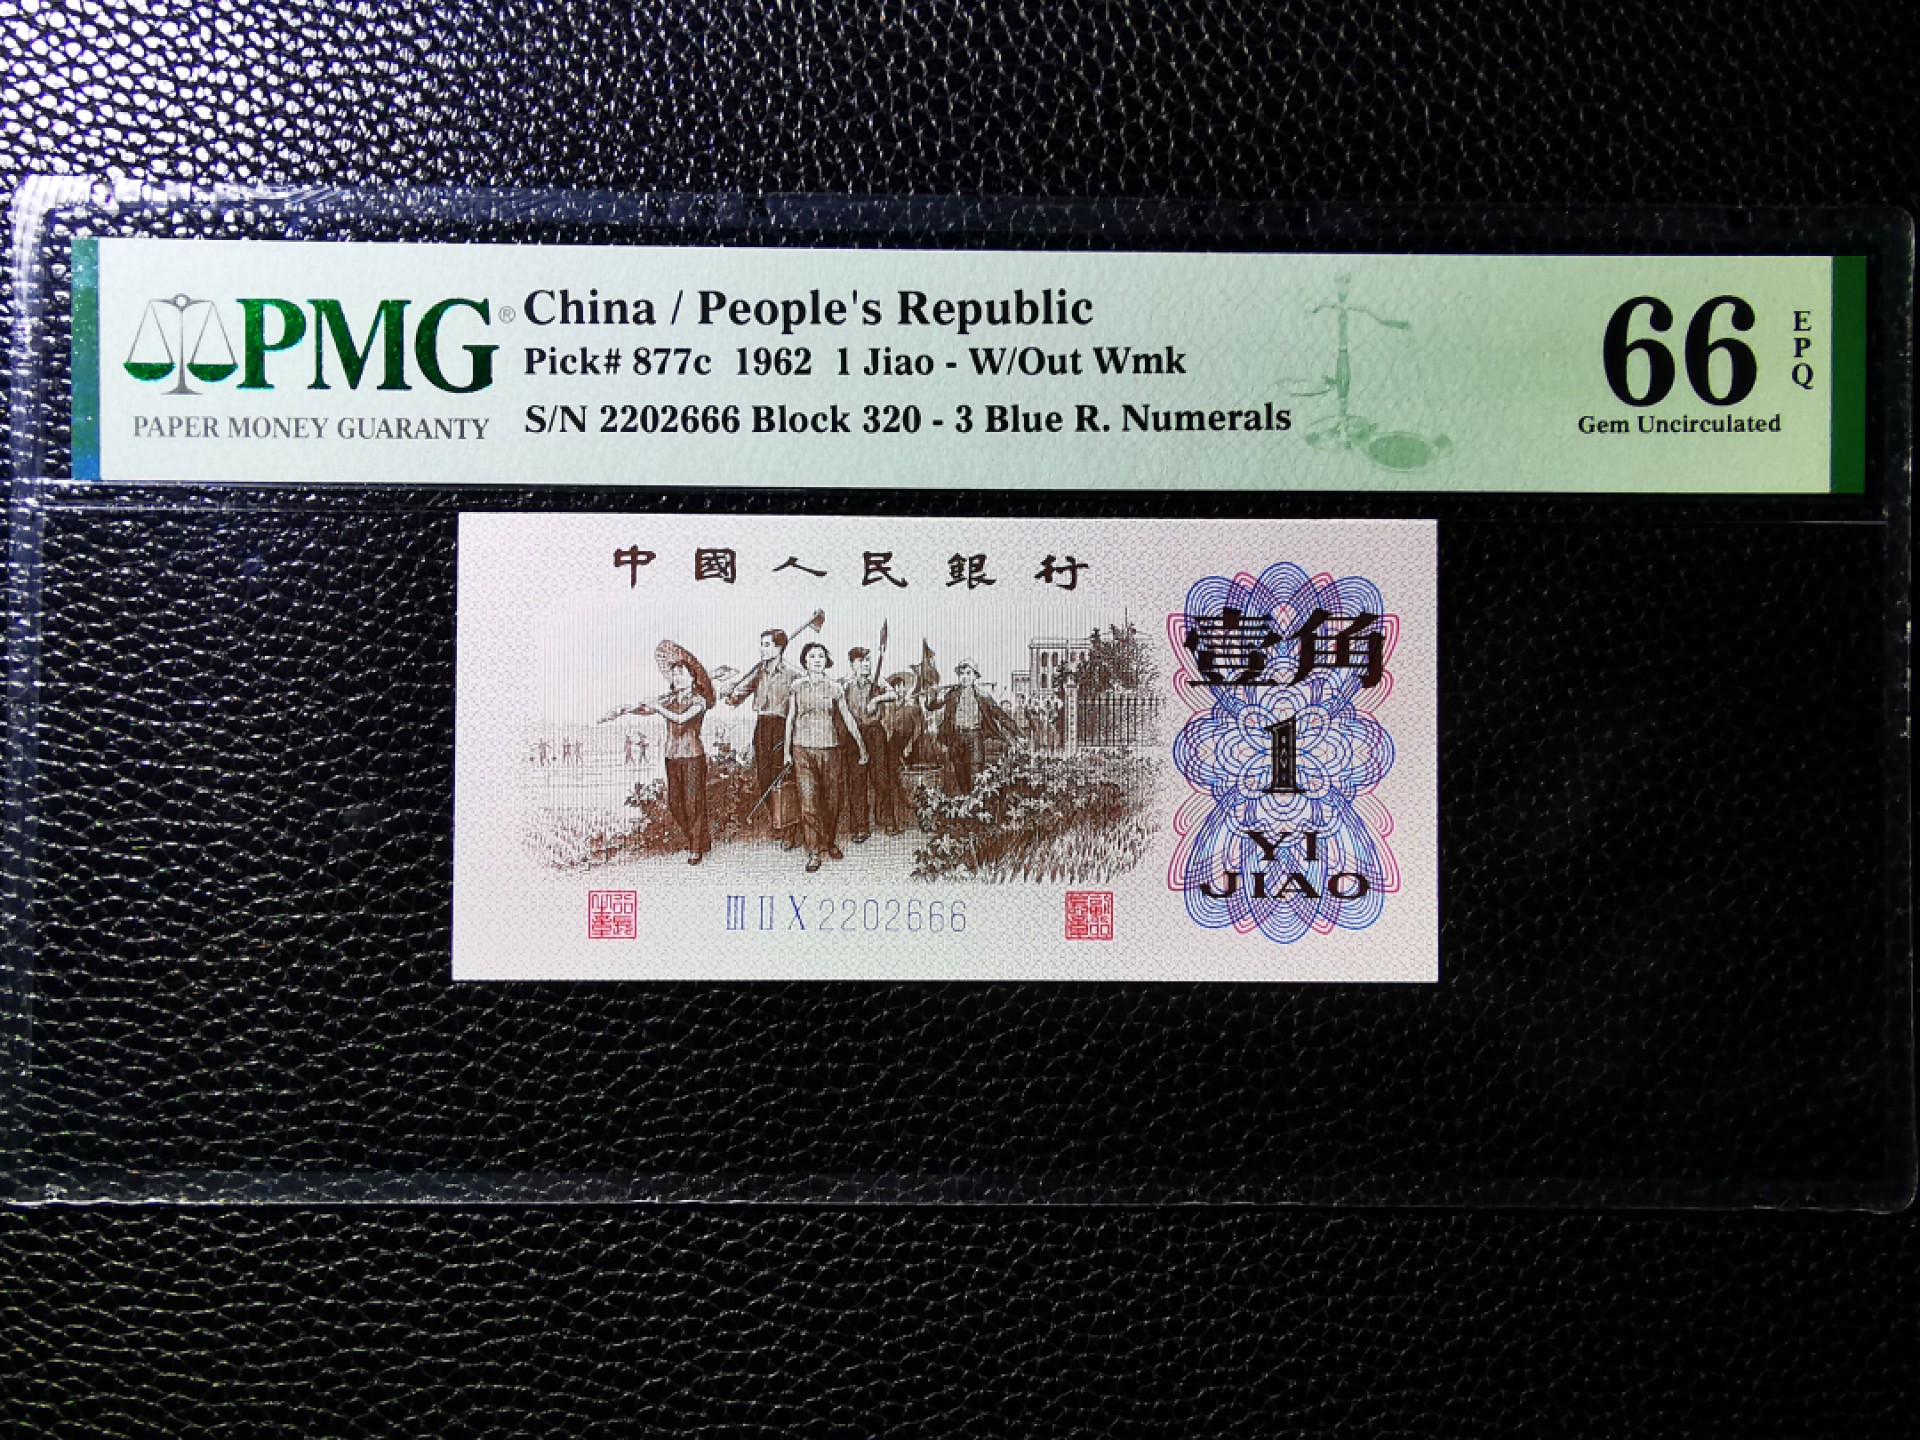 PMG®
PAPER MONEY GUARANTY
China / People's Republic
Pick# 877c 1962 1 Jiao - W/Out Wmk
S/N 2202666 Block 320 - 3 Blue R. Numerals
66
EPQ
Gem Uncirculated
中國人民銀行
壹角
1
YI
JIAO
III II X 2202666